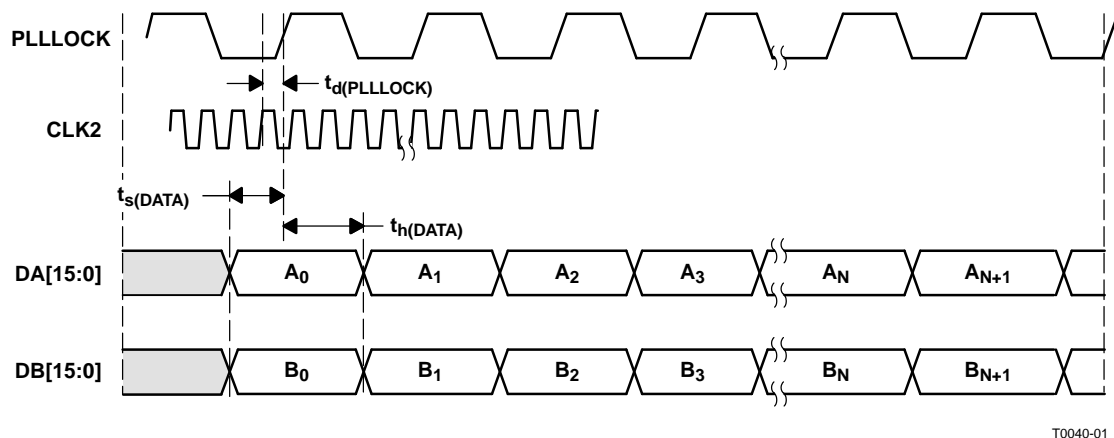 PLLLOCK
td(PLLLOCK)
CLK2
ts(DATA)
th(DATA)
DA[15:0] A0 A1 A2 A3 AN AN+1
DB[15:0] B0 B1 B2 B3 BN BN+1
T0040-01